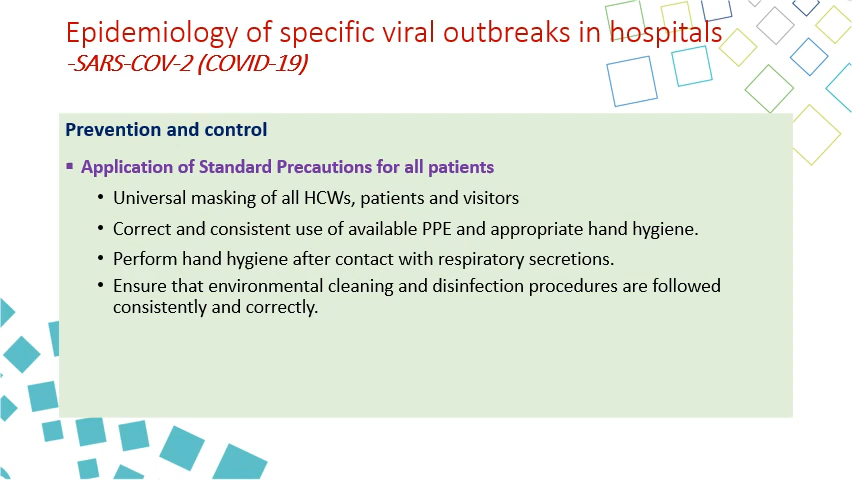 Epidemiology of specific viral outbreaks in hospitals
-SARS-COV-2 (COVID-19)
Prevention and control
▪ Application of Standard Precautions for all patients
• Universal masking of all HCWs, patients and visitors
• Correct and consistent use of available PPE and appropriate hand hygiene.
• Perform hand hygiene after contact with respiratory secretions.
• Ensure that environmental cleaning and disinfection procedures are followed
consistently and correctly.